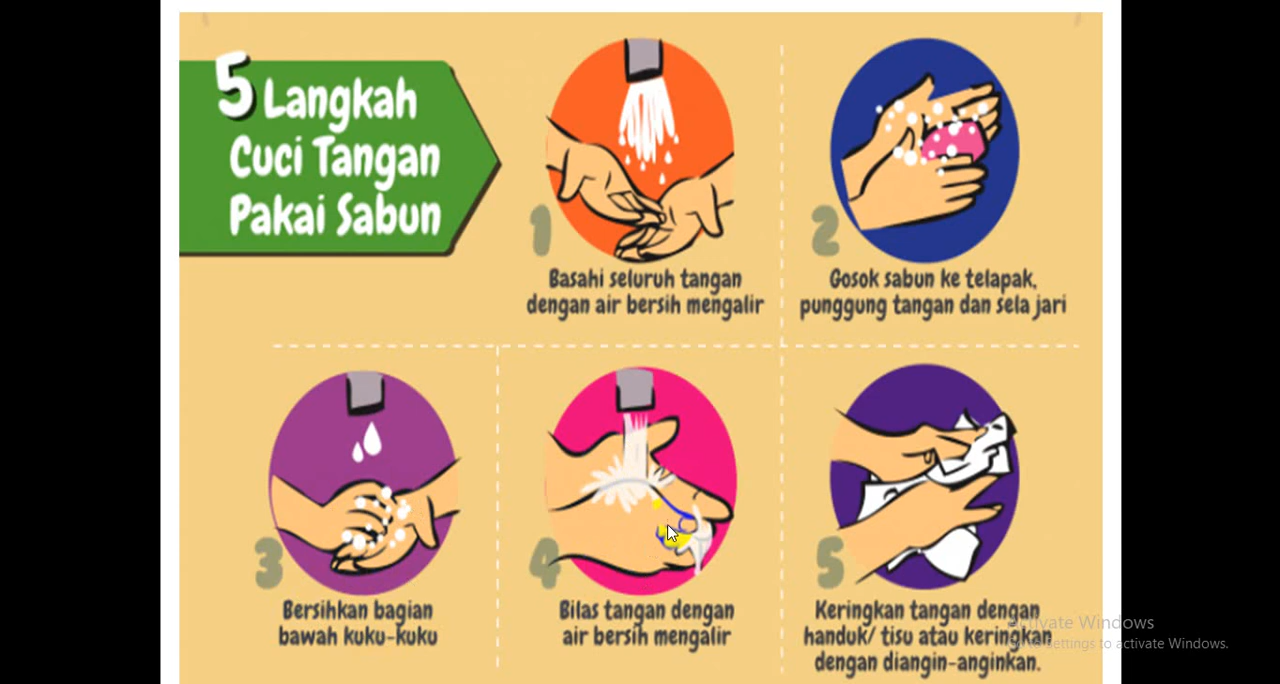 5 Langkah
Cuci Tangan
Pakai Sabun
1
Basahi seluruh tangan
dengan air bersih mengalir
2
Gosok sabun ke telapak,
punggung tangan dan sela jari
3
Bersihkan bagian
bawah kuku-kuku
4
Bilas tangan dengan
air bersih mengalir
5
Keringkan tangan dengan
handuk/ tisu atau keringkan
dengan diangin-anginkan.
Activate Windows
Go to Settings to activate Windows.